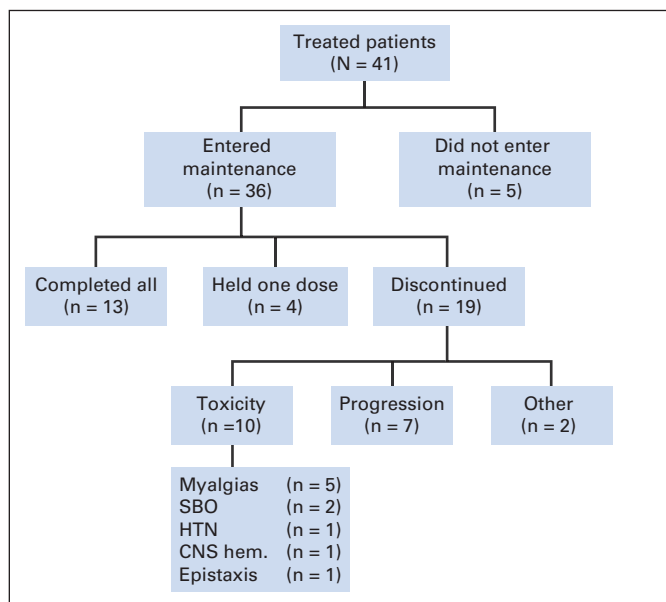 Treated patients
(N = 41)
Entered
maintenance
(n = 36)
Did not enter
maintenance
(n = 5)
Completed all
(n = 13)
Held one dose
(n = 4)
Discontinued
(n = 19)
Toxicity
(n =10)
Progression
(n = 7)
Other
(n = 2)
Myalgias (n = 5)
SBO (n = 2)
HTN (n = 1)
CNS hem. (n = 1)
Epistaxis (n = 1)